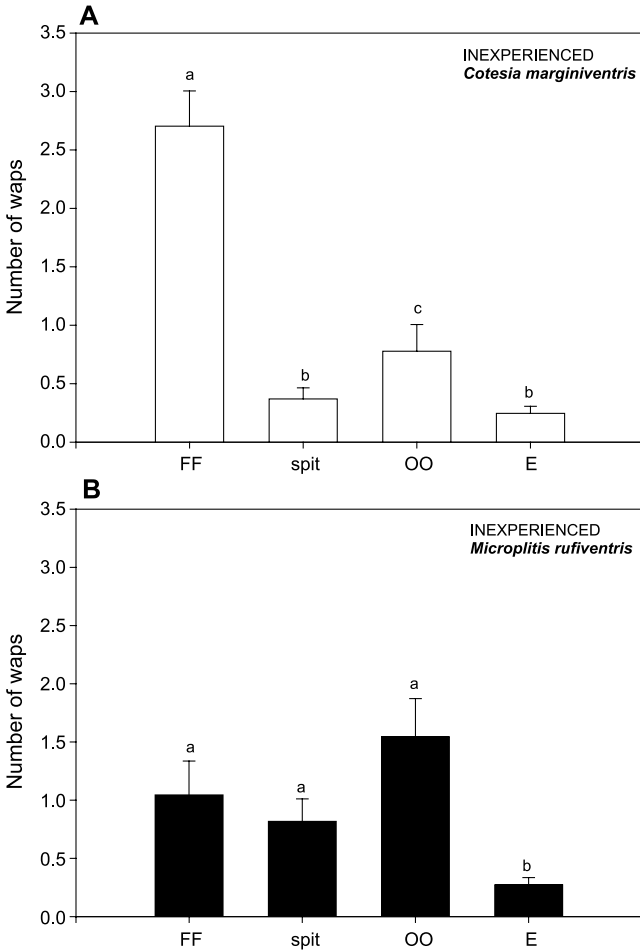 A
INEXPERIENCED
Cotesia marginiventris
Number of waps
3.5
3.0
2.5
2.0
1.5
1.0
0.5
0.0
a
b
c
b
FF spit OO E
B
INEXPERIENCED
Microplitis rufiventris
Number of waps
3.5
3.0
2.5
2.0
1.5
1.0
0.5
0.0
a
a
a
b
FF spit OO E